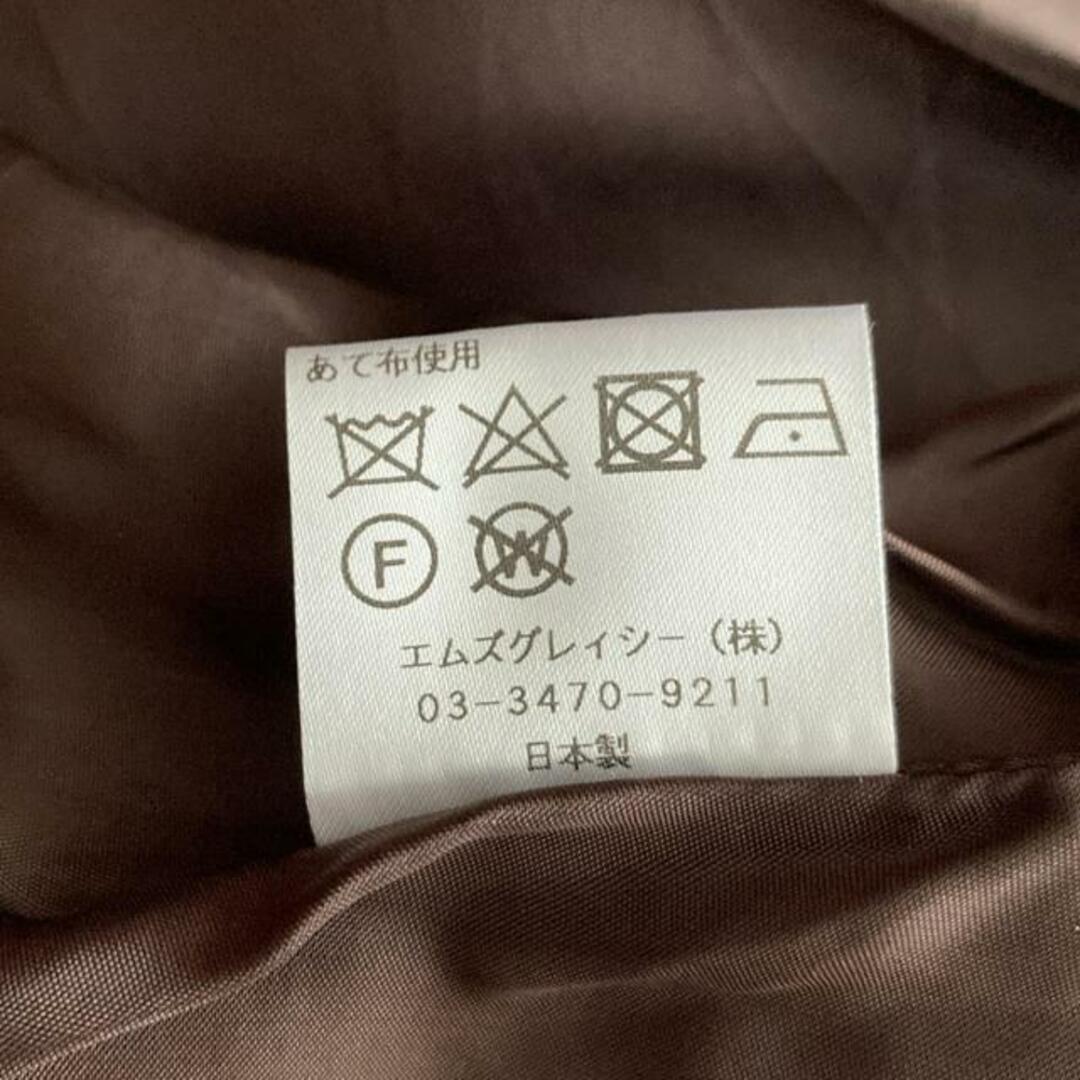 あて布使用
F W
エムズグレイシー（株）
03-3470-9211
日本製